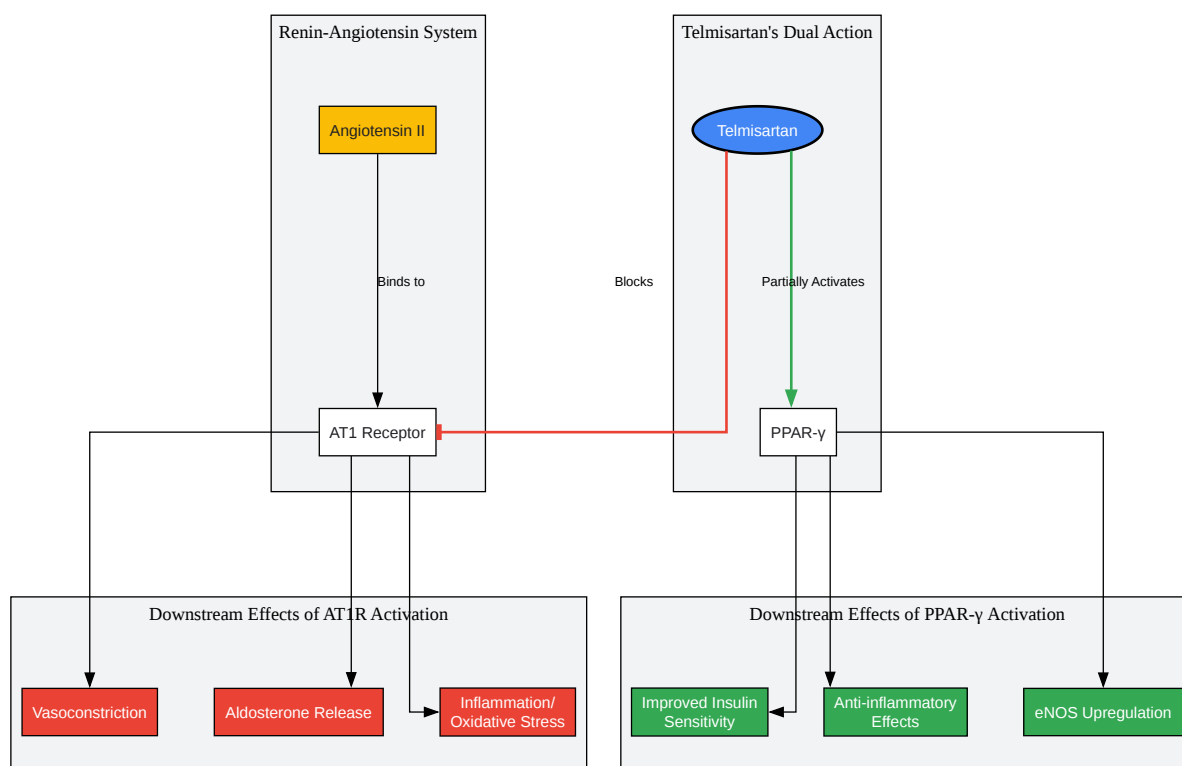 Renin-Angiotensin System
Telmisartan's Dual Action
Angiotensin II
Telmisartan
Binds to
Blocks
Partially Activates
AT1 Receptor
PPAR-γ
Downstream Effects of AT1R Activation
Downstream Effects of PPAR-γ Activation
Vasoconstriction
Aldosterone Release
Inflammation/
Oxidative Stress
Improved Insulin
Sensitivity
Anti-inflammatory
Effects
eNOS Upregulation